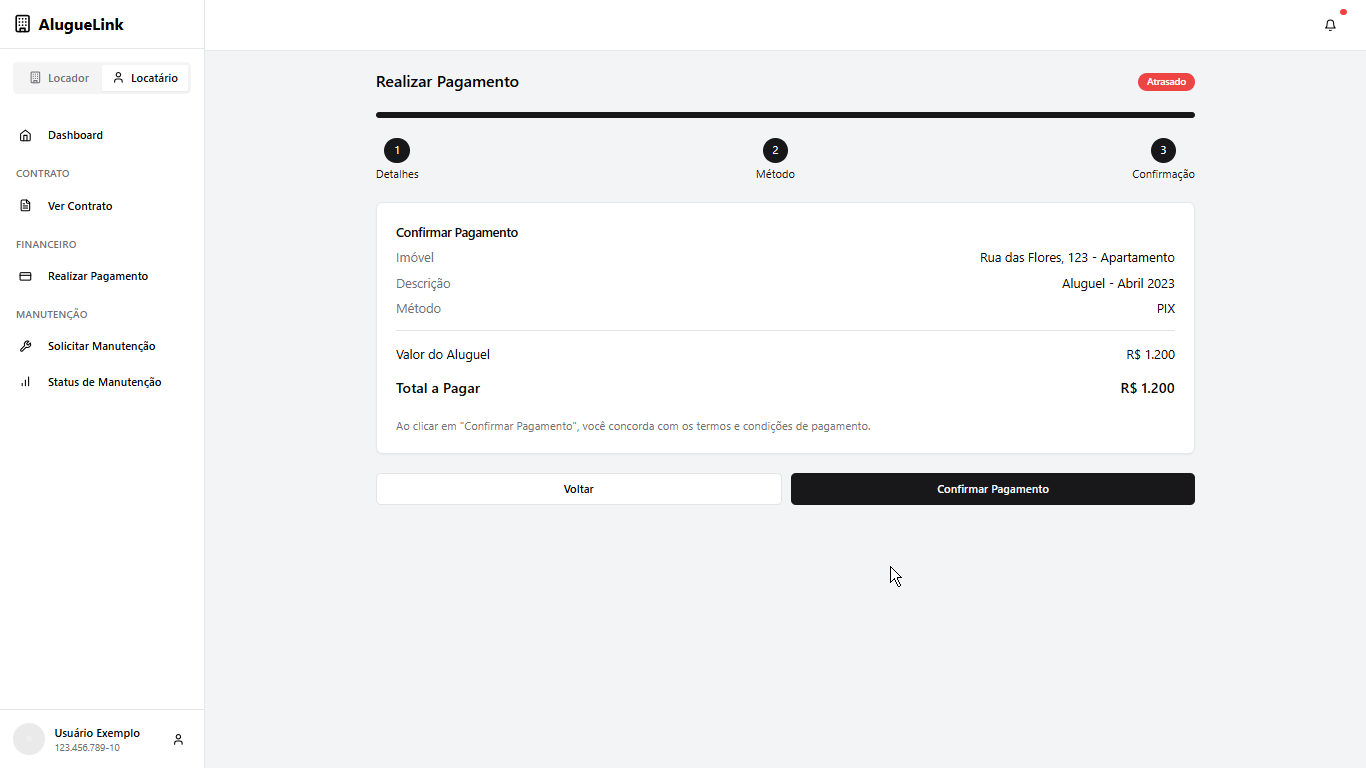 AlugueLink
Locador Locatário
Dashboard
CONTRATO
Ver Contrato
FINANCEIRO
Realizar Pagamento
MANUTENÇÃO
Solicitar Manutenção
Status de Manutenção
Usuário Exemplo
123.456.789-10
Realizar Pagamento Atrasado
1 2 3
Detalhes Método Confirmação
Confirmar Pagamento
Imóvel Rua das Flores, 123 - Apartamento
Descrição Aluguel - Abril 2023
Método PIX
Valor do Aluguel R$ 1.200
Total a Pagar R$ 1.200
Ao clicar em "Confirmar Pagamento", você concorda com os termos e condições de pagamento.
Voltar Confirmar Pagamento